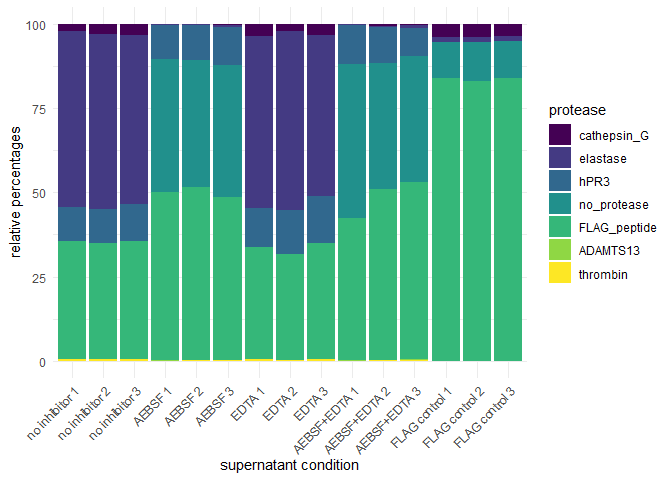 100
75
50
25
0
relative percentages
no inhibitor 1
no inhibitor 2
no inhibitor 3
AEBSF 1
AEBSF 2
AEBSF 3
EDTA 1
EDTA 2
EDTA 3
AEBSF+EDTA 1
AEBSF+EDTA 2
AEBSF+EDTA 3
FLAG control 1
FLAG control 2
FLAG control 3
supernatant condition
protease
cathepsin_G
elastase
hPR3
no_protease
FLAG_peptide
ADAMTS13
thrombin